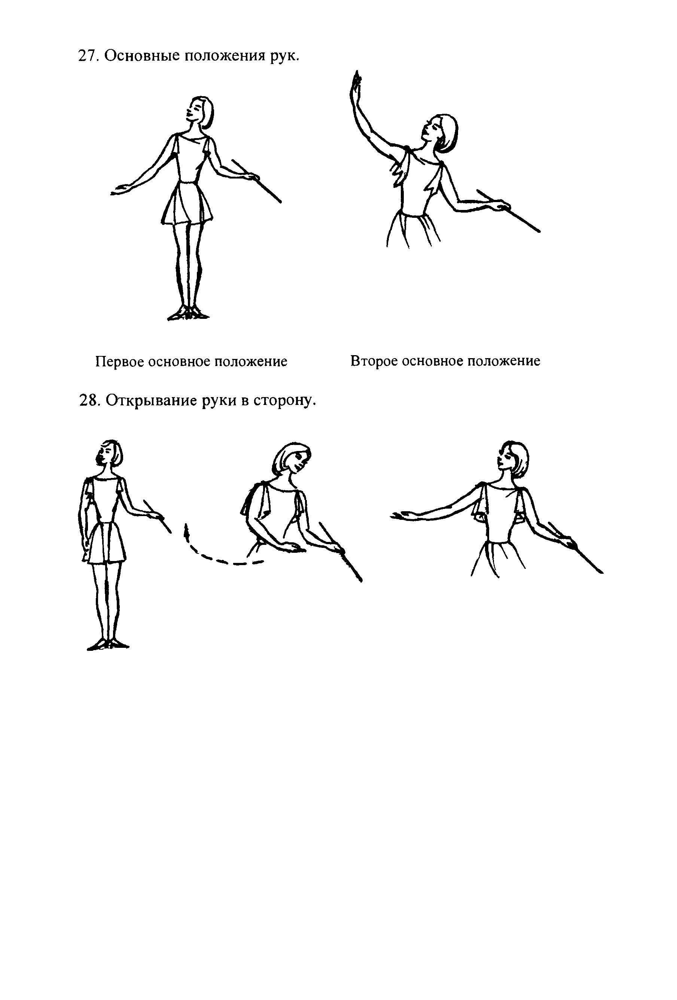 27. Основные положения рук.
Первое основное положение
Второе основное положение
28. Открывание руки в сторону.